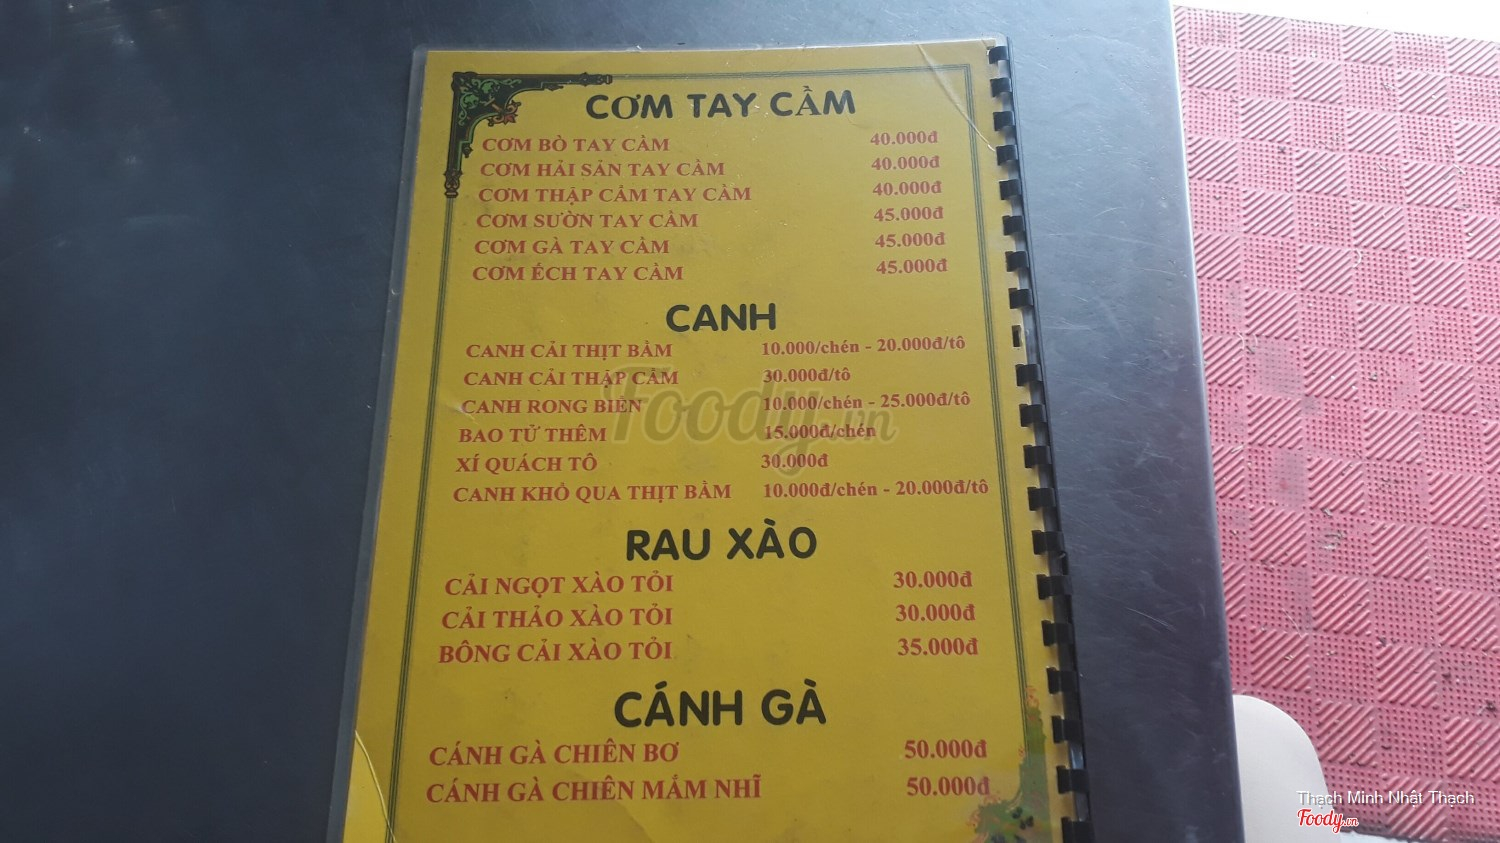 CƠM TAY CẦM
CƠM BÒ TAY CẦM 40.000đ
CƠM HẢI SẢN TAY CẦM 40.000đ
CƠM THẬP CẨM TAY CẦM 40.000đ
CƠM SƯỜN TAY CẦM 45.000đ
CƠM GÀ TAY CẦM 45.000đ
CƠM ẾCH TAY CẦM 45.000đ
CANH
CANH CẢI THỊT BẰM 10.000/chén - 20.000đ/tô
CANH CẢI THẬP CẨM 30.000đ/tô
CANH RONG BIỂN 10.000/chén - 25.000đ/tô
BAO TỬ THÊM 15.000đ/chén
XÍ QUÁCH TÔ 30.000đ
CANH KHỔ QUA THỊT BẰM 10.000đ/chén - 20.000đ/tô
RAU XÀO
CẢI NGỌT XÀO TỎI 30.000đ
CẢI THẢO XÀO TỎI 30.000đ
BÔNG CẢI XÀO TỎI 35.000đ
CÁNH GÀ
CÁNH GÀ CHIÊN BƠ 50.000đ
CÁNH GÀ CHIÊN MẮM NHĨ 50.000đ
Foody.vn
Thạch Minh Nhật Thạch
Foody.vn